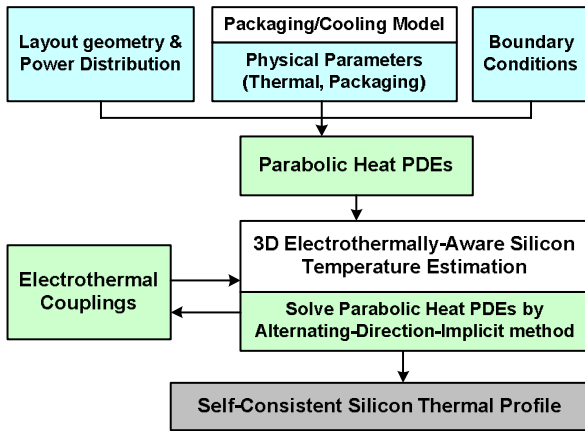 Layout geometry &
Power Distribution
Packaging/Cooling Model
Physical Parameters
(Thermal, Packaging)
Boundary
Conditions
Parabolic Heat PDEs
Electrothermal
Couplings
3D Electrothermally-Aware Silicon
Temperature Estimation
Solve Parabolic Heat PDEs by
Alternating-Direction-Implicit method
Self-Consistent Silicon Thermal Profile